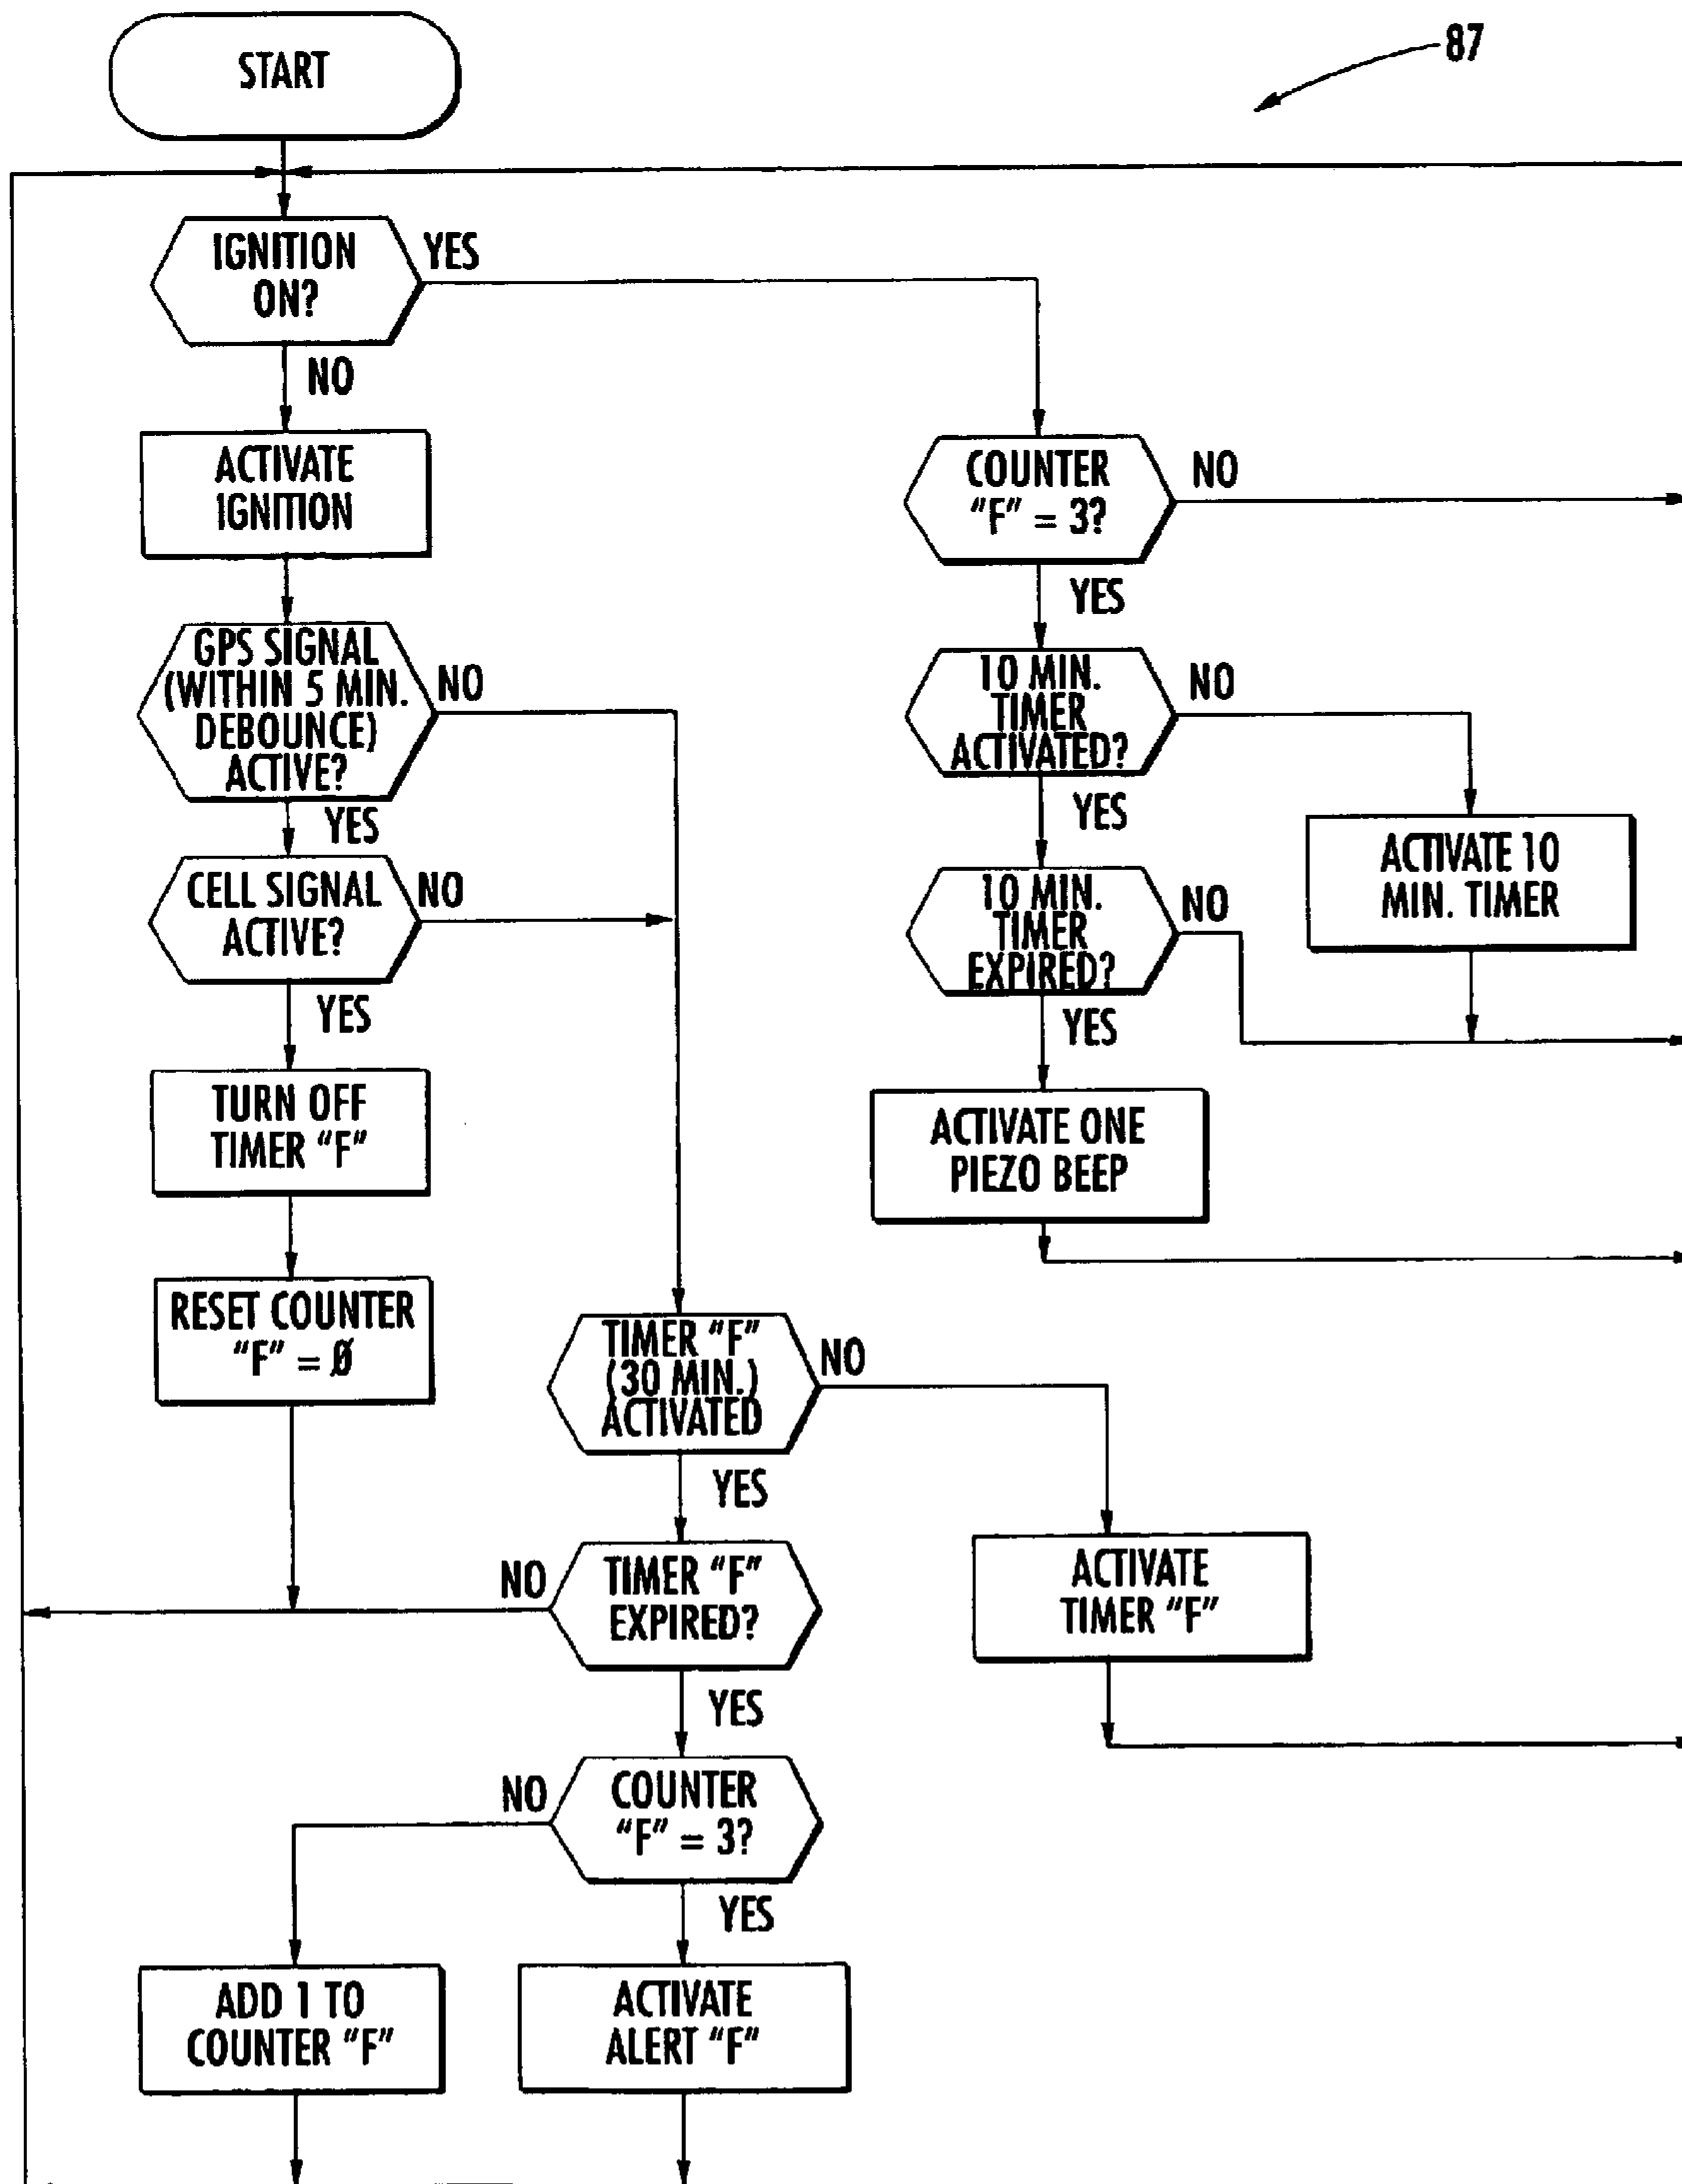 START
87
IGNITION
ON?
YES
NO
ACTIVATE
IGNITION
COUNTER
"F" = 3?
NO
YES
GPS SIGNAL
(WITHIN 5 MIN.
DEBOUNCE)
ACTIVE?
NO
YES
10 MIN.
TIMER
ACTIVATED?
NO
YES
ACTIVATE 10
MIN. TIMER
CELL SIGNAL
ACTIVE?
NO
YES
10 MIN.
TIMER
EXPIRED?
NO
YES
TURN OFF
TIMER "F"
ACTIVATE ONE
PIEZO BEEP
RESET COUNTER
"F" = Ø
TIMER "F"
(30 MIN.)
ACTIVATED
NO
YES
NO
TIMER "F"
EXPIRED?
YES
ACTIVATE
TIMER "F"
NO
COUNTER
"F" = 3?
YES
ADD 1 TO
COUNTER "F"
ACTIVATE
ALERT "F"